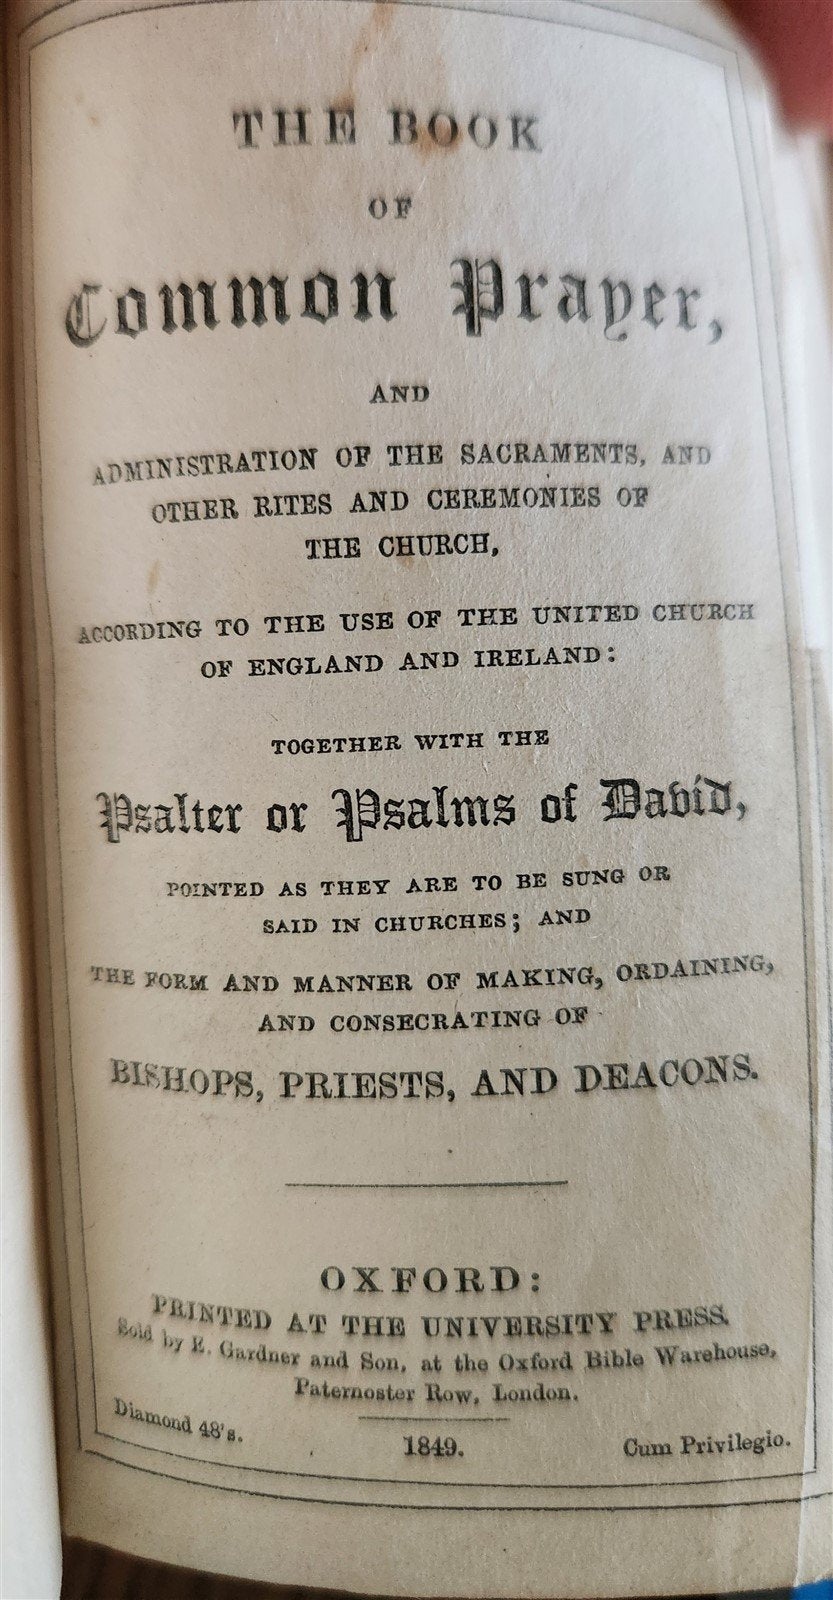 THE BOOK
OF
Common Prayer,
AND
ADMINISTRATION OF THE SACRAMENTS, AND
OTHER RITES AND CEREMONIES OF
THE CHURCH,
ACCORDING TO THE USE OF THE UNITED CHURCH
OF ENGLAND AND IRELAND:
TOGETHER WITH THE
Psalter or Psalms of David,
POINTED AS THEY ARE TO BE SUNG OR
SAID IN CHURCHES; AND
THE FORM AND MANNER OF MAKING, ORDAINING,
AND CONSECRATING OF
BISHOPS, PRIESTS, AND DEACONS.
OXFORD:
PRINTED AT THE UNIVERSITY PRESS.
Sold by E. Gardner and Son, at the Oxford Bible Warehouse,
Paternoster Row, London.
Diamond 48's. 1849. Cum Privilegio.